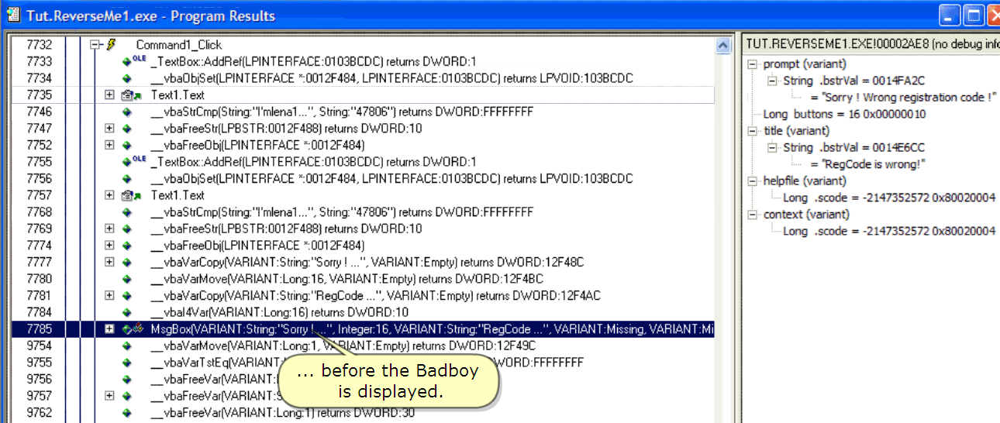 Tut.ReverseMe1.exe - Program Results
7732 Command1_Click
7733 OLE _TextBox::AddRef(LPINTERFACE:0103BCDC) returns DWORD:1
7734 __vbaObjSet(LPINTERFACE *:0012F484, LPINTERFACE:0103BCDC) returns LPVOID:103BCDC
7735 Text1.Text
7746 __vbaStrCmp(String:"I'mlena1...", String:"47806") returns DWORD:FFFFFFFF
7747 __vbaFreeStr(LPBSTR:0012F488) returns DWORD:10
7752 __vbaFreeObj(LPINTERFACE *:0012F484)
7755 OLE _TextBox::AddRef(LPINTERFACE:0103BCDC) returns DWORD:1
7756 __vbaObjSet(LPINTERFACE *:0012F484, LPINTERFACE:0103BCDC) returns LPVOID:103BCDC
7757 Text1.Text
7768 __vbaStrCmp(String:"I'mlena1...", String:"47806") returns DWORD:FFFFFFFF
7769 __vbaFreeStr(LPBSTR:0012F488) returns DWORD:10
7774 __vbaFreeObj(LPINTERFACE *:0012F484)
7777 __vbaVarCopy(VARIANT:String:"Sorry ! ...", VARIANT:Empty) returns DWORD:12F48C
7780 __vbaVarMove(VARIANT:Long:16, VARIANT:Empty) returns DWORD:12F4BC
7781 __vbaVarCopy(VARIANT:String:"RegCode ...", VARIANT:Empty) returns DWORD:12F4AC
7784 __vbaI4Var(VARIANT:Long:16) returns DWORD:10
7785 MsgBox(VARIANT:String:"Sorry ! ...", Integer:16, VARIANT:String:"RegCode ...", VARIANT:Missing, VARIANT:Mi
9754 __vbaVarMove(VARIANT:Long:1, VARIANT:Empty) returns DWORD:12F49C
9755 __vbaVarTstEq(VARIANT: DWORD:FFFFFFFF
9756 __vbaFreeVar(VARIANT:
9757 __vbaFreeVar(VARIANT:
9762 __vbaFreeVar(VARIANT:Long:1) returns DWORD:30
... before the Badboy
is displayed.
TUT.REVERSEME1.EXE!00002AE8 (no debug info
prompt (variant)
String .bstrVal = 0014FA2C
= "Sorry ! Wrong registration code !"
Long buttons = 16 0x00000010
title (variant)
String .bstrVal = 0014E6CC
= "RegCode is wrong!"
helpfile (variant)
Long .scode = -2147352572 0x80020004
context (variant)
Long .scode = -2147352572 0x80020004